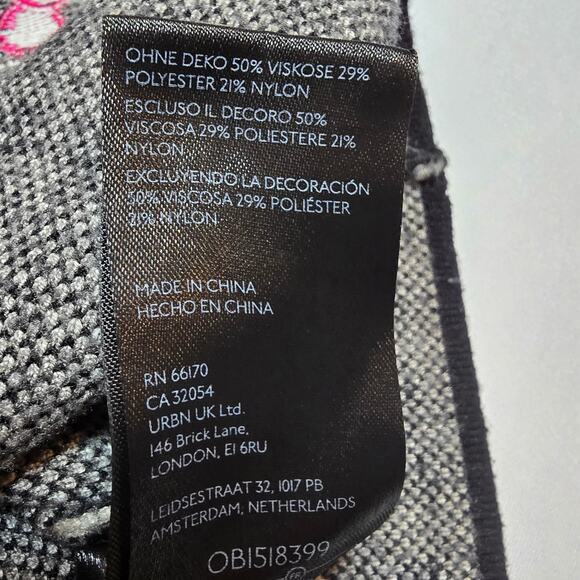 OHNE DEKO 50% VISKOSE 29%
POLYESTER 21% NYLON
ESCLUSO IL DECORO 50%
VISCOSA 29% POLIESTERE 21%
NYLON
EXCLUYENDO LA DECORACIÓN
50% VISCOSA 29% POLIÉSTER
21% NYLON
MADE IN CHINA
HECHO EN CHINA
RN 66170
CA 32054
URBN UK Ltd.
146 Brick Lane,
LONDON, E1 6RU
LEIDSESTRAAT 32, 1017 PB
AMSTERDAM, NETHERLANDS
OB1518399